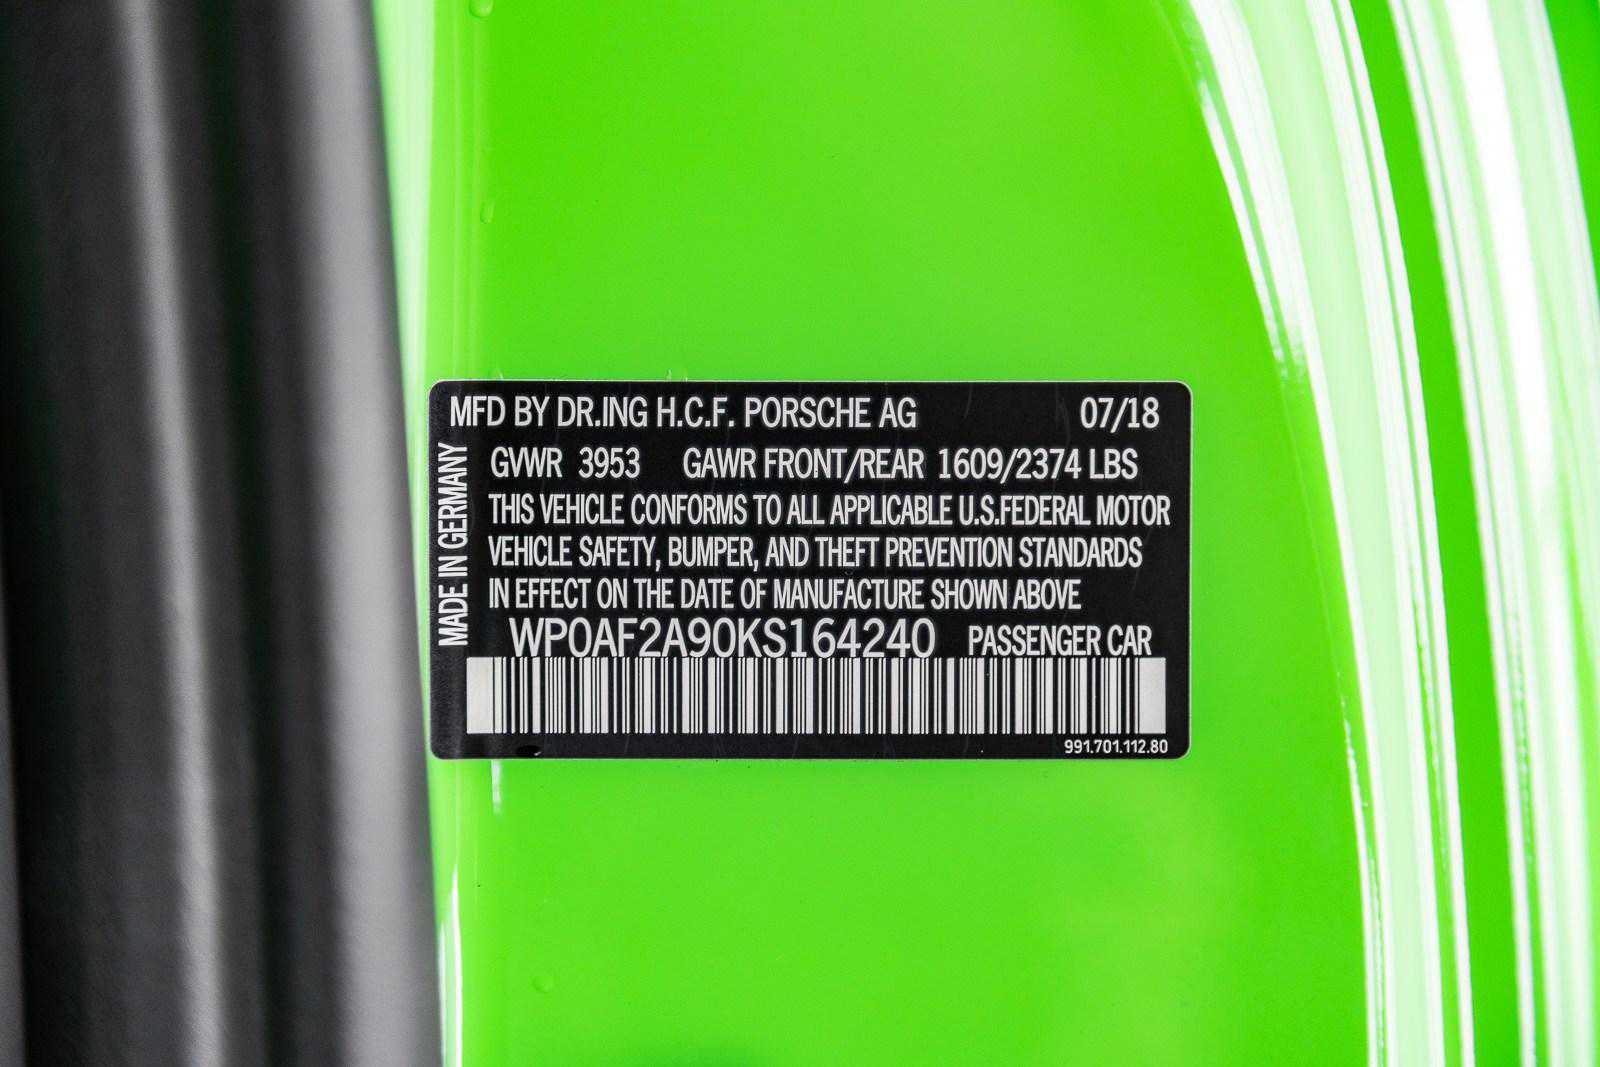 MFD BY DR.ING H.C.F. PORSCHE AG 07/18
MADE IN GERMANY
GVWR 3953 GAWR FRONT/REAR 1609/2374 LBS
THIS VEHICLE CONFORMS TO ALL APPLICABLE U.S.FEDERAL MOTOR
VEHICLE SAFETY, BUMPER, AND THEFT PREVENTION STANDARDS
IN EFFECT ON THE DATE OF MANUFACTURE SHOWN ABOVE
WP0AF2A90KS164240 PASSENGER CAR
991.701.112.80